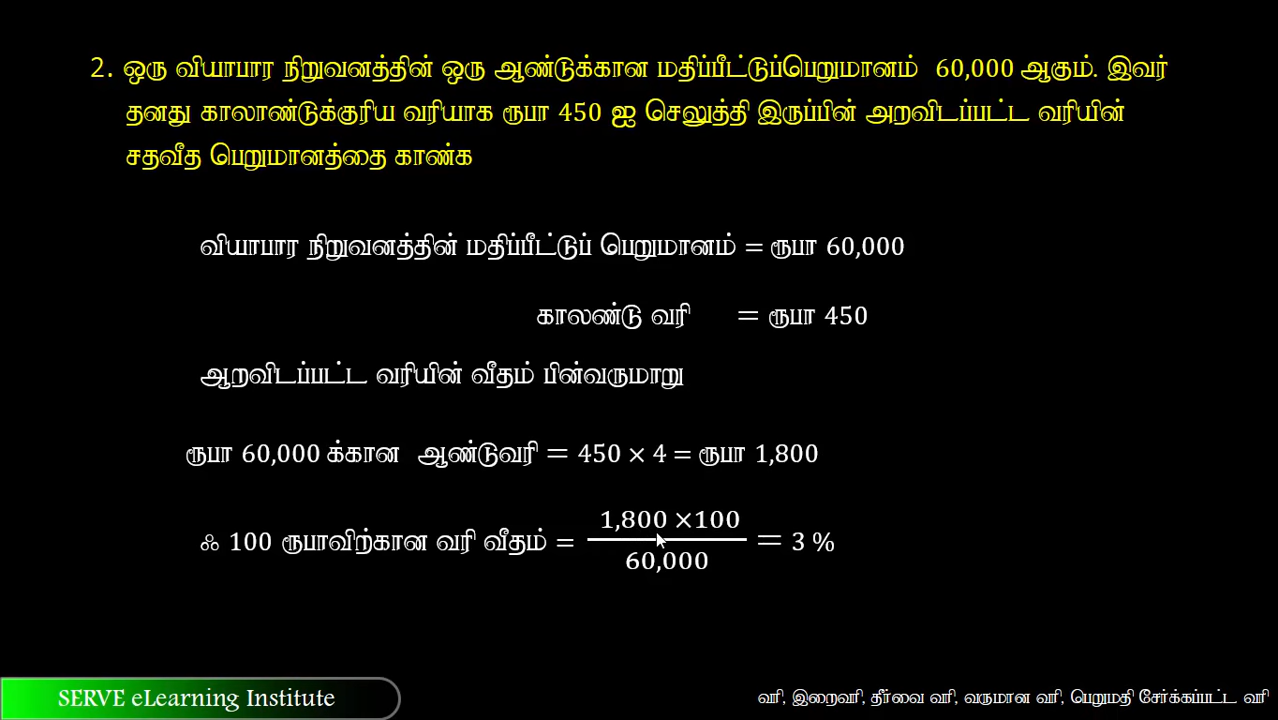 2. ஒரு வியாபார நிறுவனத்தின் ஒரு ஆண்டுக்கான மதிப்பீட்டுப்பெறுமானம் 60,000 ஆகும். இவர்
தனது காலாண்டுக்குரிய வரியாக ரூபா 450 ஐ செலுத்தி இருப்பின் அறவிடப்பட்ட வரியின்
சதவீத பெறுமானத்தை காண்க
வியாபார நிறுவனத்தின் மதிப்பீட்டுப் பெறுமானம் = ரூபா 60,000
காலண்டு வரி = ரூபா 450
ஆறவிடப்பட்ட வரியின் வீதம் பின்வருமாறு
ரூபா 60,000 க்கான ஆண்டுவரி = 450 × 4 = ரூபா 1,800
ஃ 100 ரூபாவிற்கான வரி வீதம் = 1,800 ×100 / 60,000 = 3 %
SERVE eLearning Institute
வரி, இறைவரி, தீர்வை வரி, வருமான வரி, பெறுமதி சேர்க்கப்பட்ட வரி